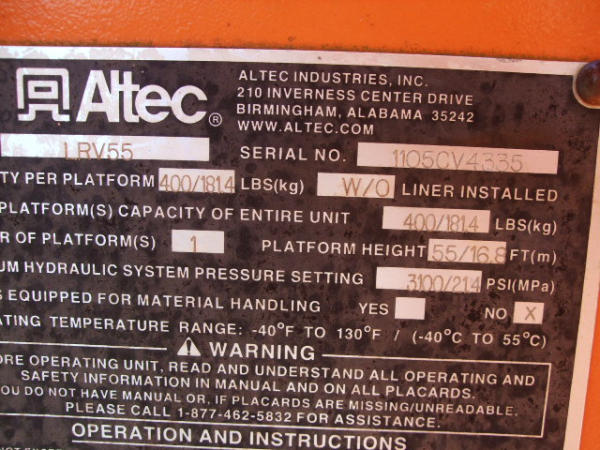 Altec®
ALTEC INDUSTRIES, INC.
210 INVERNESS CENTER DRIVE
BIRMINGHAM, ALABAMA 35242
WWW.ALTEC.COM
LRV55 SERIAL NO. 1105CV4335
TY PER PLATFORM 400/181.4 LBS(kg) W/O LINER INSTALLED
PLATFORM(S) CAPACITY OF ENTIRE UNIT 400/181.4 LBS(kg)
R OF PLATFORM(S) 1 PLATFORM HEIGHT 55/16.8 FT(m)
UM HYDRAULIC SYSTEM PRESSURE SETTING 3100/21.4 PSI(MPa)
S EQUIPPED FOR MATERIAL HANDLING YES NO X
ATING TEMPERATURE RANGE: -40°F TO 130°F / (-40°C TO 55°C)
WARNING
ORE OPERATING UNIT, READ AND UNDERSTAND ALL OPERATING AND
SAFETY INFORMATION IN MANUAL AND ON ALL PLACARDS.
OU DO NOT HAVE MANUAL OR, IF PLACARDS ARE MISSING/UNREADABLE.
PLEASE CALL 1-877-462-5832 FOR ASSISTANCE.
OPERATION AND INSTRUCTIONS